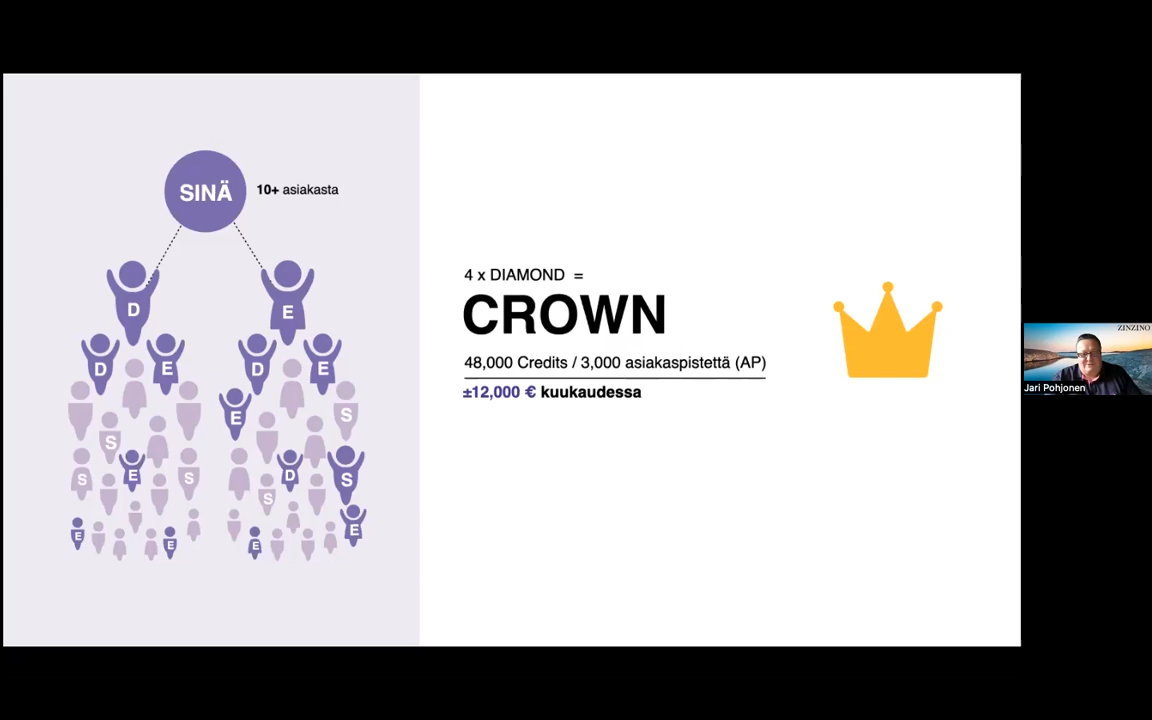 SINÄ
10+ asiakasta
D
E
D
E
D
E
E
S
S
S
E
S
S
D
S
E
E
E
E
4 x DIAMOND =
CROWN
48,000 Credits / 3,000 asiakaspistettä (AP)
±12,000 € kuukaudessa
ZINZINO
Jari Pohjonen